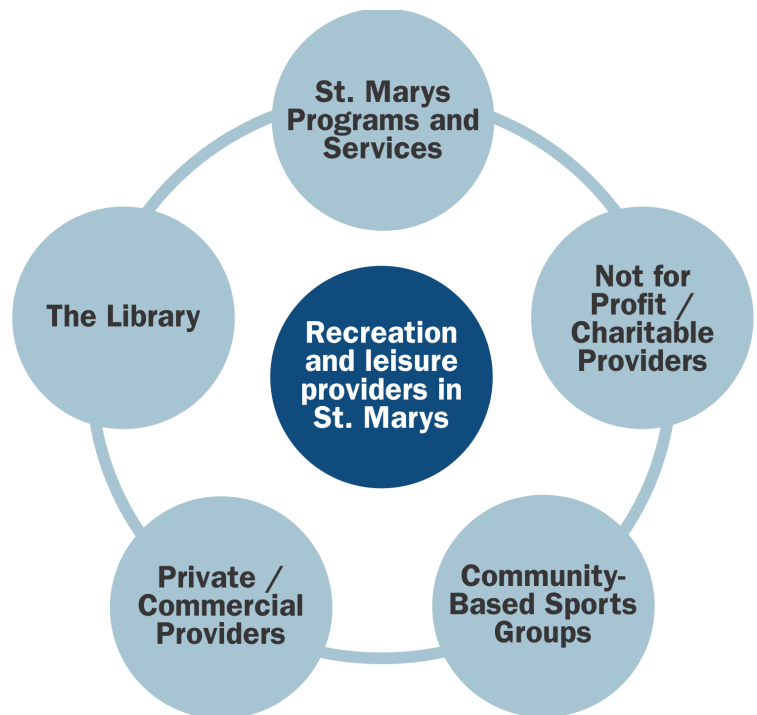 St. Marys
Programs and
Services
Not for
Profit /
Charitable
Providers
The Library
Recreation
and leisure
providers in
St. Marys
Private /
Commercial
Providers
Community-
Based Sports
Groups